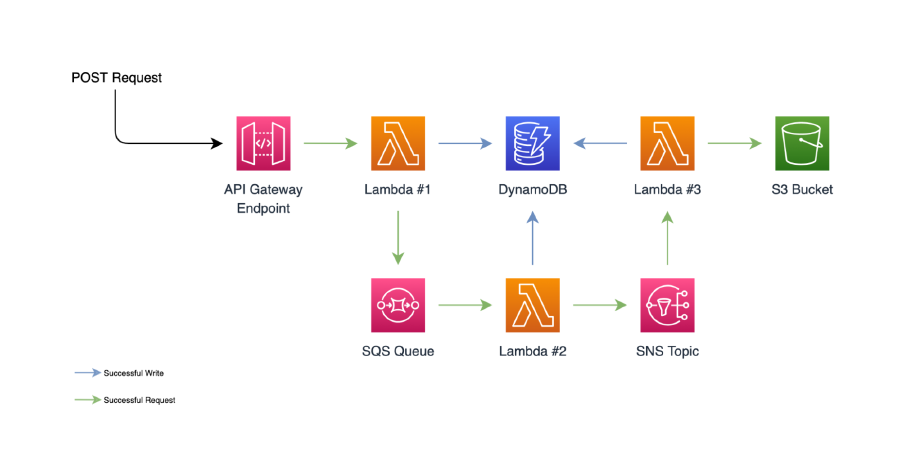 POST Request
API Gateway
Endpoint
Lambda #1
DynamoDB
Lambda #3
S3 Bucket
SQS Queue
Lambda #2
SNS Topic
Successful Write
Successful Request